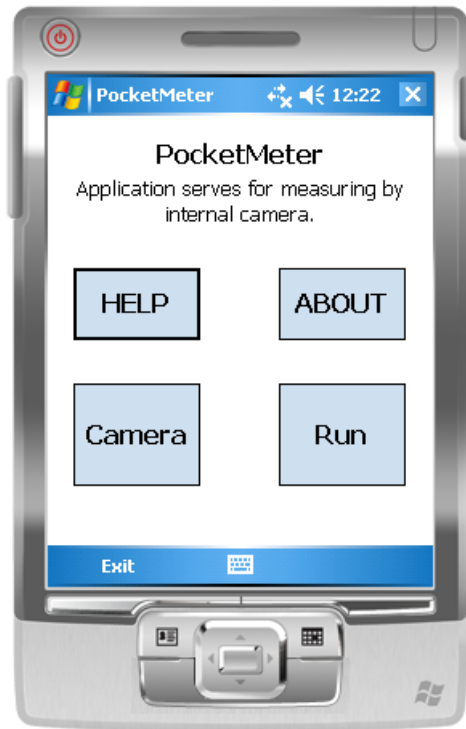 PocketMeter 12:22
PocketMeter
Application serves for measuring by
internal camera.
HELP ABOUT
Camera Run
Exit